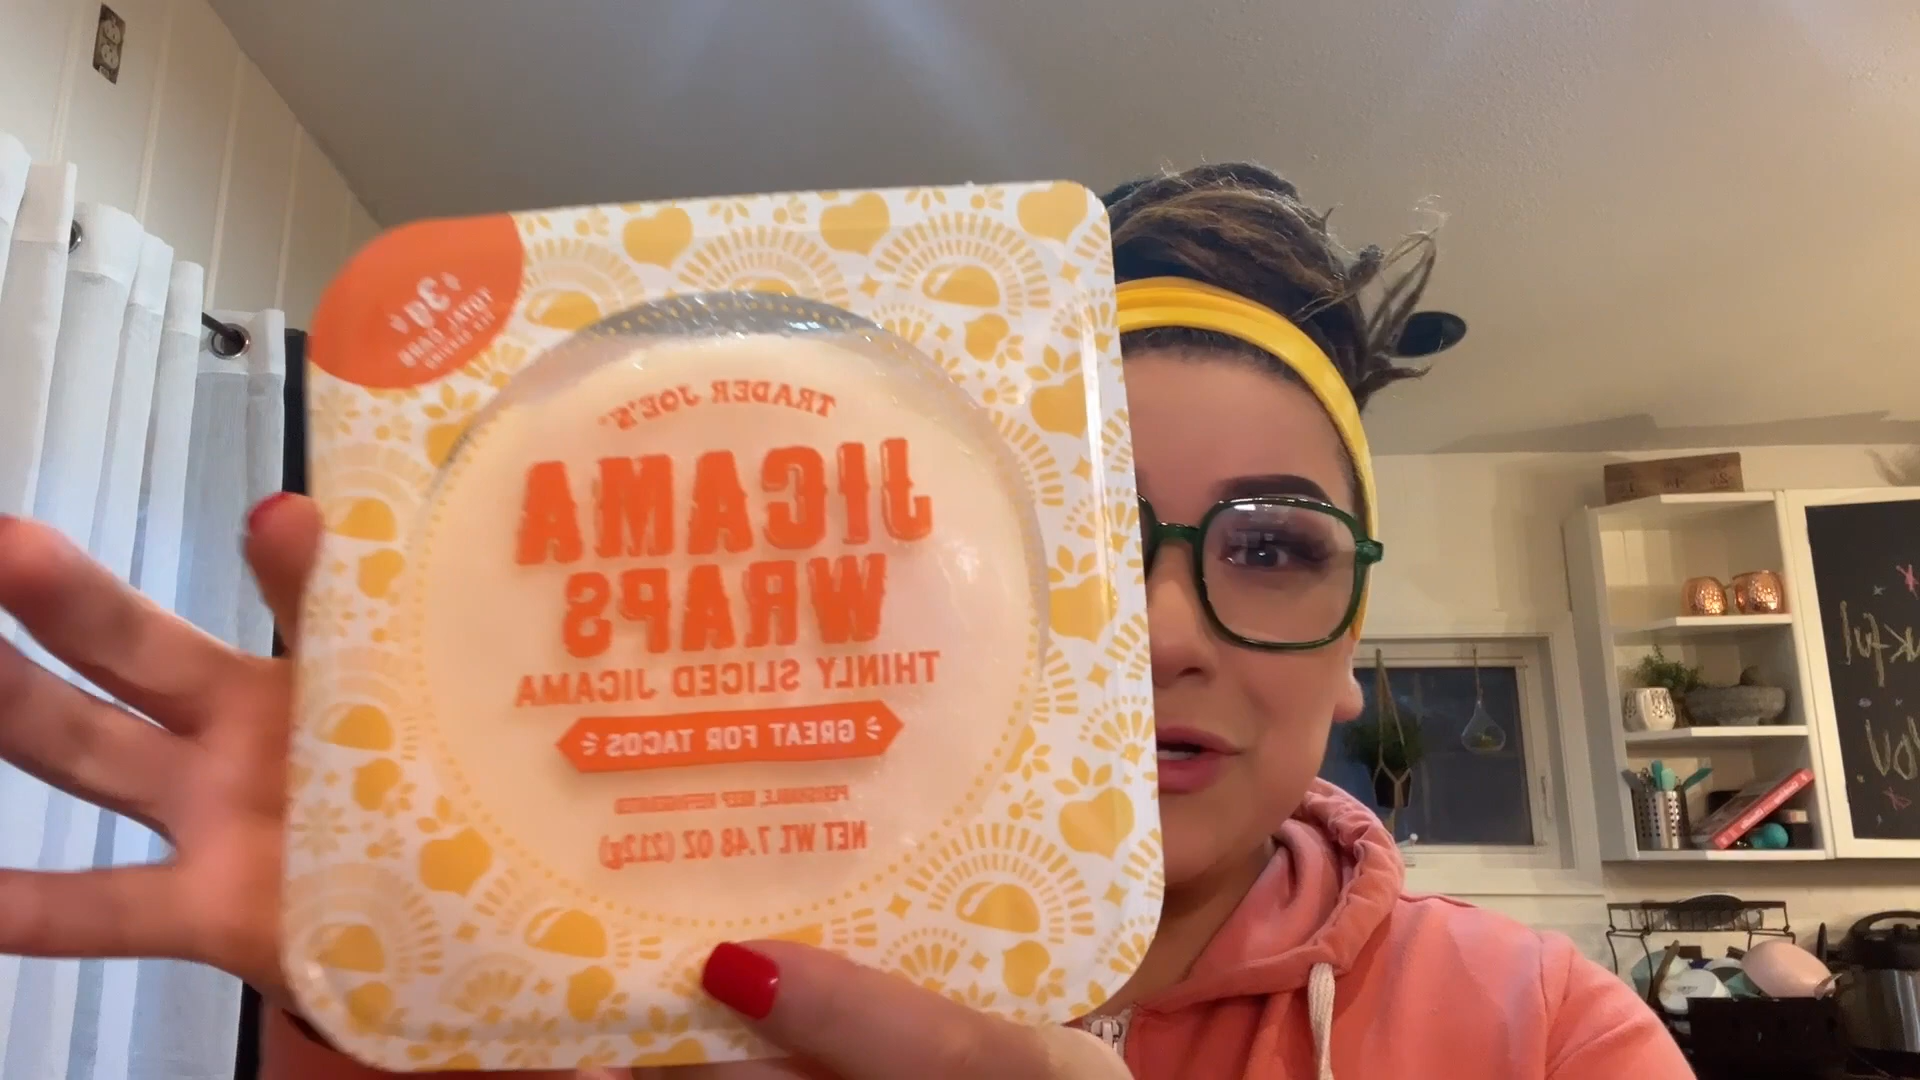 3g
TOTAL CARB
PER SERVING
TRADER JOE'S®
JICAMA
WRAPS
THINLY SLICED JICAMA
GREAT FOR TACOS
PERISHABLE, KEEP REFRIGERATED
NET WT. 7.48 OZ (212g)
you.